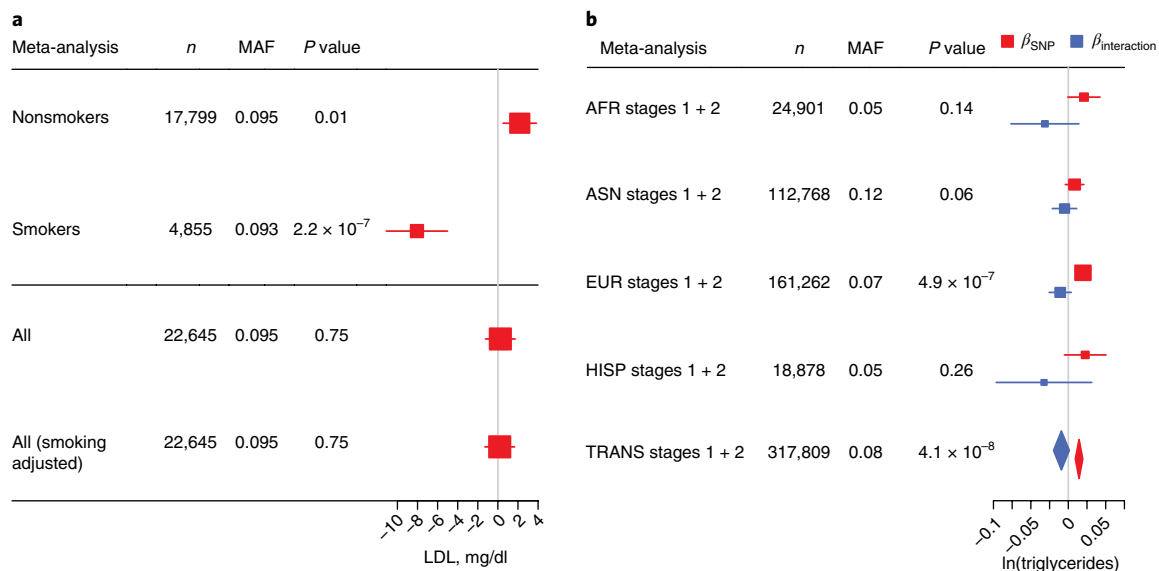 a
Meta-analysis n MAF P value
Nonsmokers 17,799 0.095 0.01
Smokers 4,855 0.093 2.2 × 10⁻⁷
All 22,645 0.095 0.75
All (smoking
adjusted) 22,645 0.095 0.75
−10 −8 −6 −4 −2 0 2 4
LDL, mg/dl
b
Meta-analysis n MAF P value β_SNP β_interaction
AFR stages 1 + 2 24,901 0.05 0.14
ASN stages 1 + 2 112,768 0.12 0.06
EUR stages 1 + 2 161,262 0.07 4.9 × 10⁻⁷
HISP stages 1 + 2 18,878 0.05 0.26
TRANS stages 1 + 2 317,809 0.08 4.1 × 10⁻⁸
−0.1 −0.05 0 0.05
ln(triglycerides)